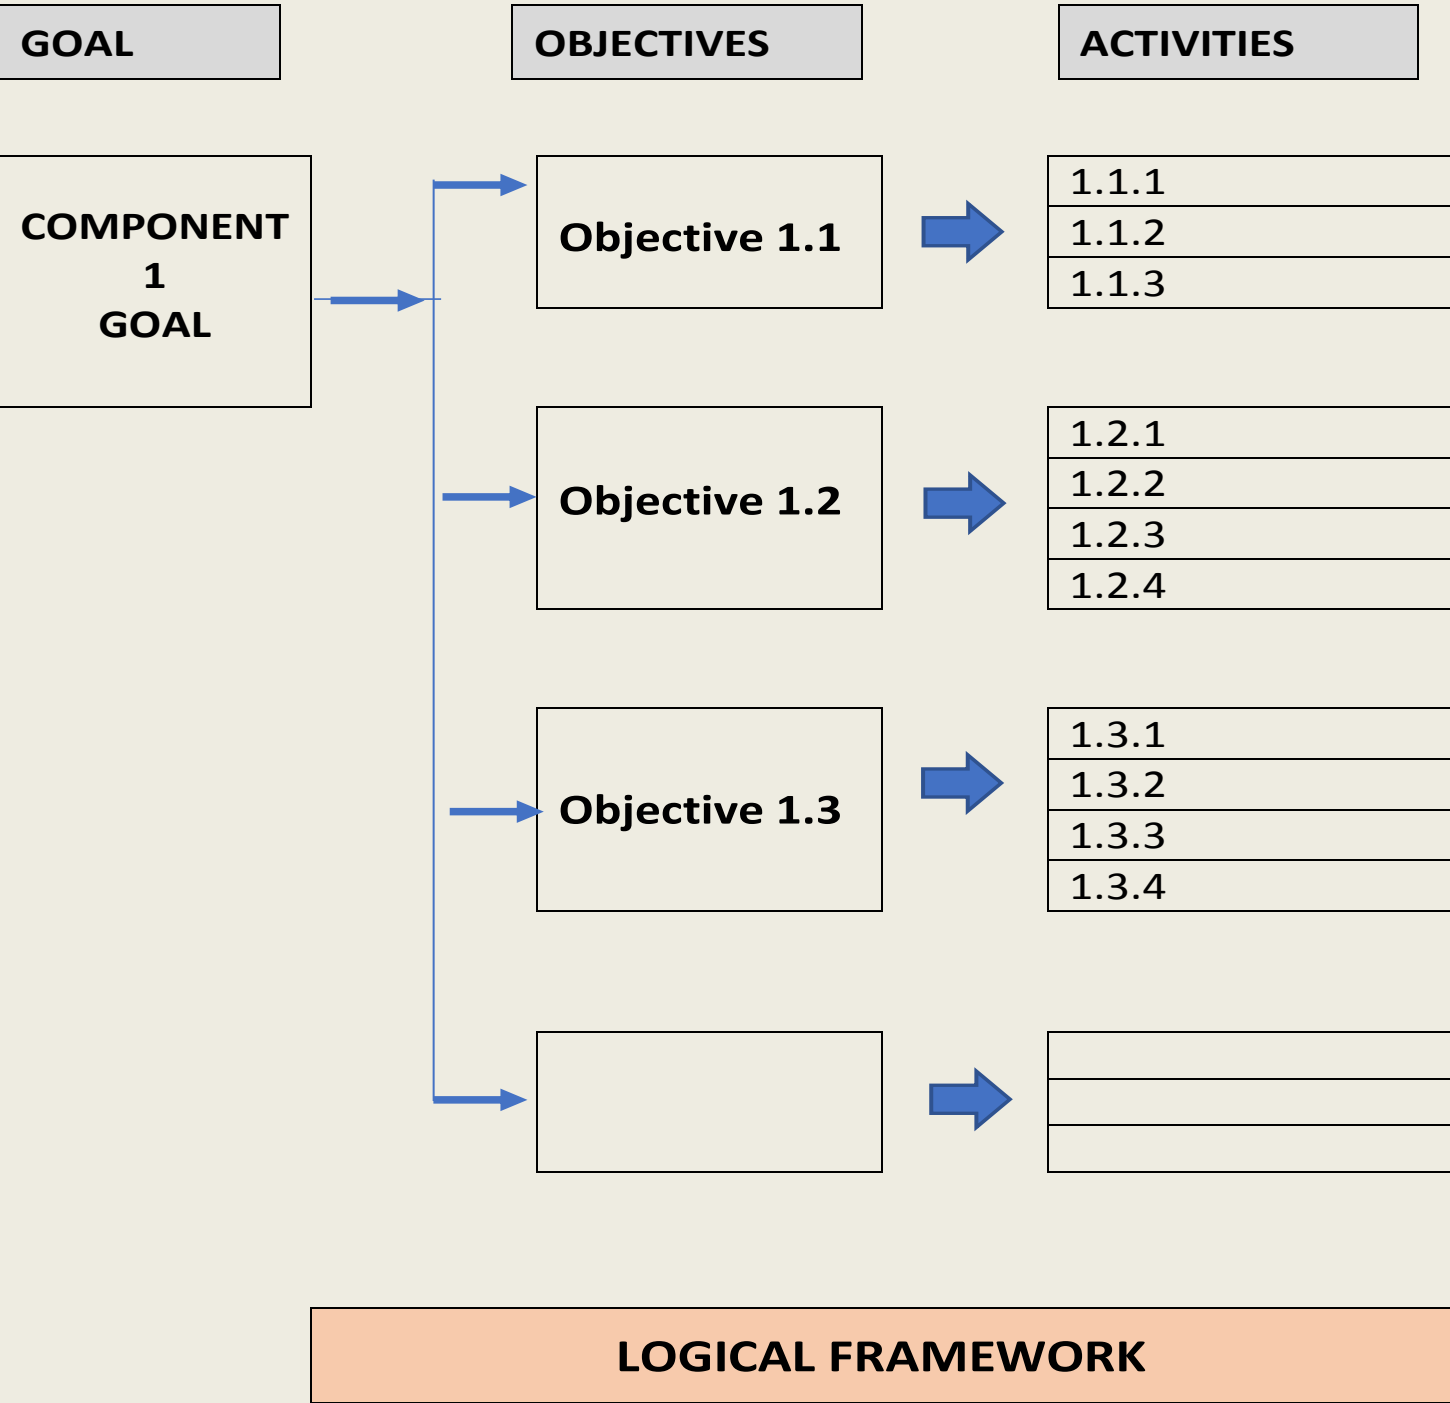 GOAL
OBJECTIVES
ACTIVITIES
COMPONENT
1
GOAL
Objective 1.1
1.1.1
1.1.2
1.1.3
Objective 1.2
1.2.1
1.2.2
1.2.3
1.2.4
Objective 1.3
1.3.1
1.3.2
1.3.3
1.3.4
LOGICAL FRAMEWORK